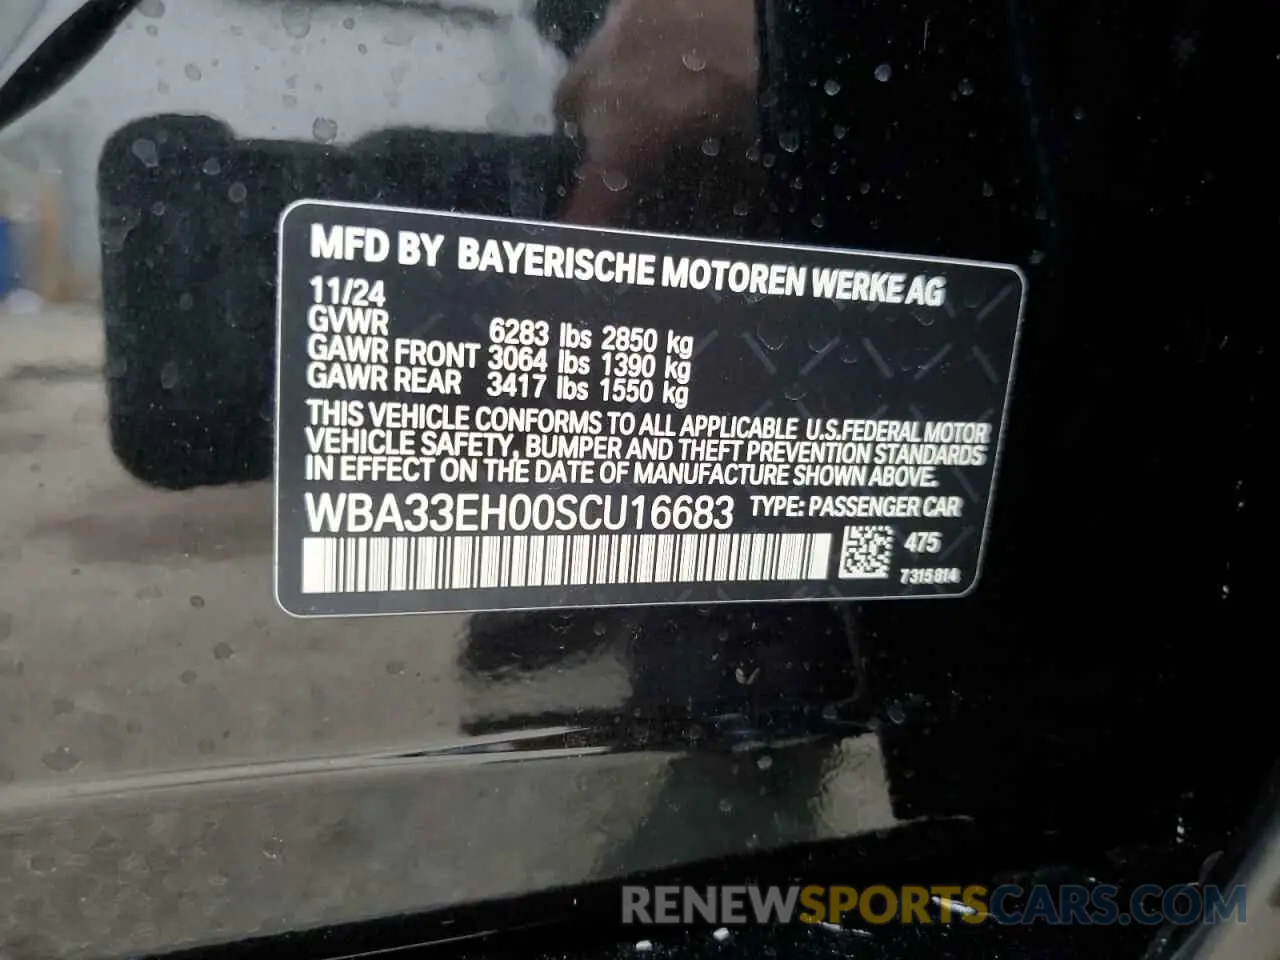 MFD BY BAYERISCHE MOTOREN WERKE AG
11/24
GVWR 6283 lbs 2850 kg
GAWR FRONT 3064 lbs 1390 kg
GAWR REAR 3417 lbs 1550 kg
THIS VEHICLE CONFORMS TO ALL APPLICABLE U.S.FEDERAL MOTOR
VEHICLE SAFETY, BUMPER AND THEFT PREVENTION STANDARDS
IN EFFECT ON THE DATE OF MANUFACTURE SHOWN ABOVE.
WBA33EH00SCU16683 TYPE: PASSENGER CAR
475
7315814
RENEWSPORTSCARS.COM